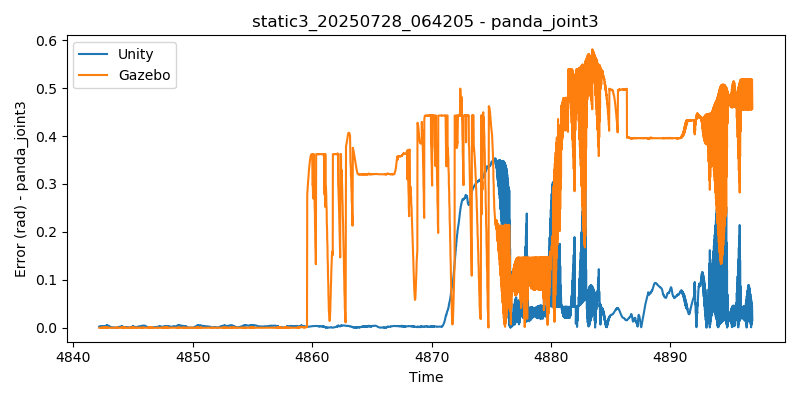 static3_20250728_064205 - panda_joint3
Unity
Gazebo
Error (rad) - panda_joint3
0.6
0.5
0.4
0.3
0.2
0.1
0.0
4840
4850
4860
4870
4880
4890
Time